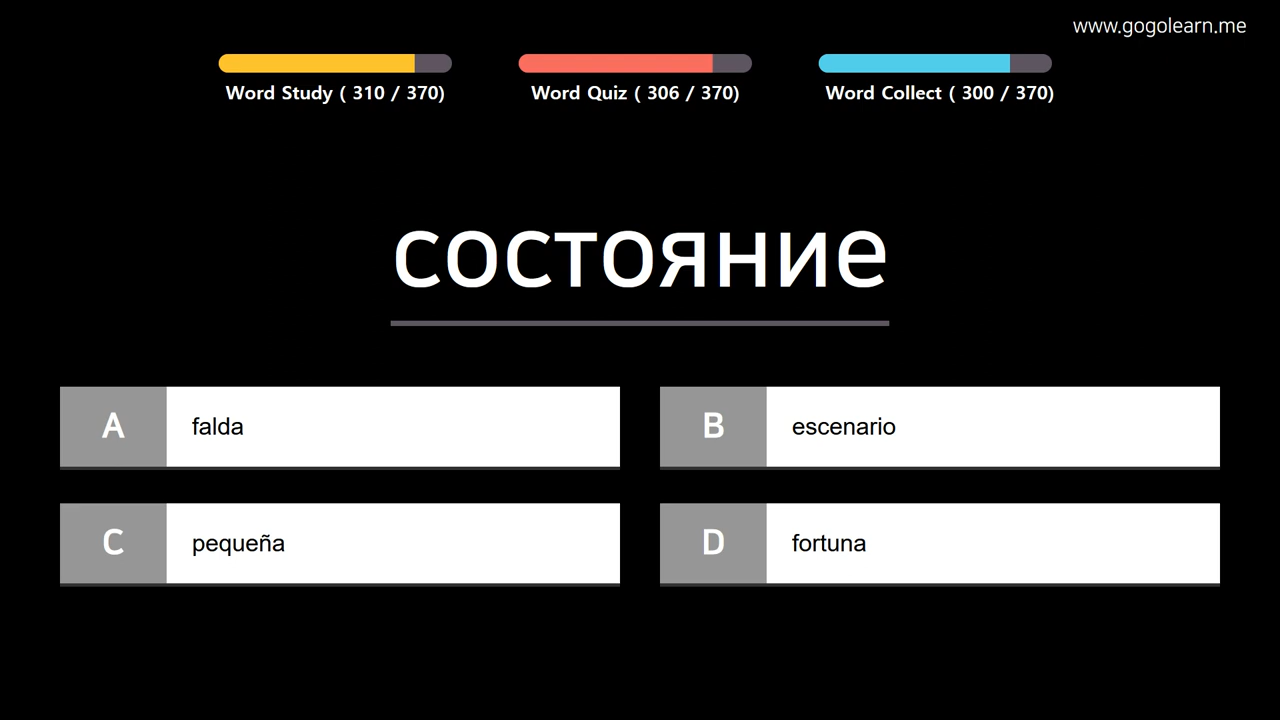 www.gogolearn.me
Word Study ( 310 / 370)
Word Quiz ( 306 / 370)
Word Collect ( 300 / 370)
состояние
A falda
B escenario
C pequeña
D fortuna